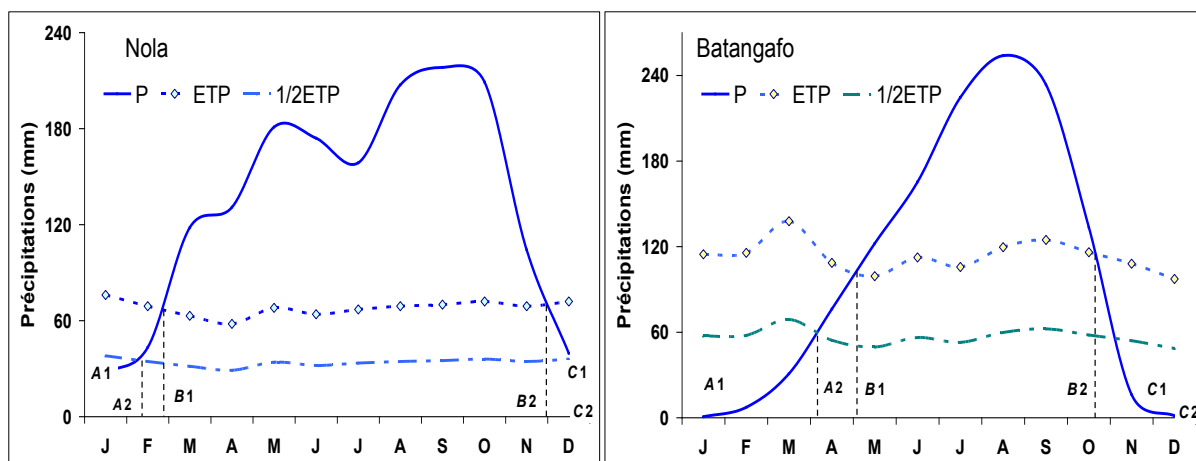 Nola
P ETP 1/2ETP
Précipitations (mm)
240
180
120
60
0
A1
A2
B1
B2
C1
C2
J F M A M J J A S O N D
Batangafo
P ETP 1/2ETP
Précipitations (mm)
240
180
120
60
0
A1
A2
B1
B2
C1
C2
J F M A M J J A S O N D